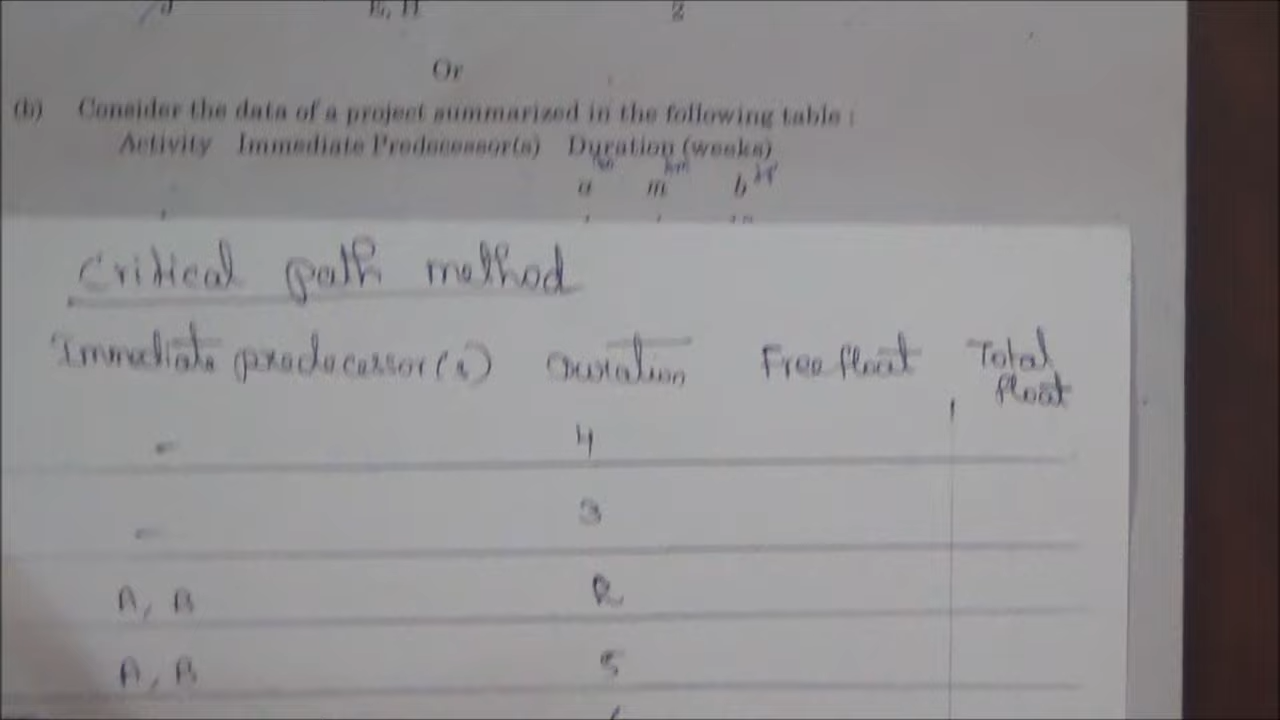 E, H 2
Or
(b) Consider the data of a project summarized in the following table :
Activity Immediate Predecessor(s) Duration (weeks)
a m b
Critical path method
Immediate predecessor(s) Duration Free float Total
float
- 4
- 3
A, B 2
A, B 5